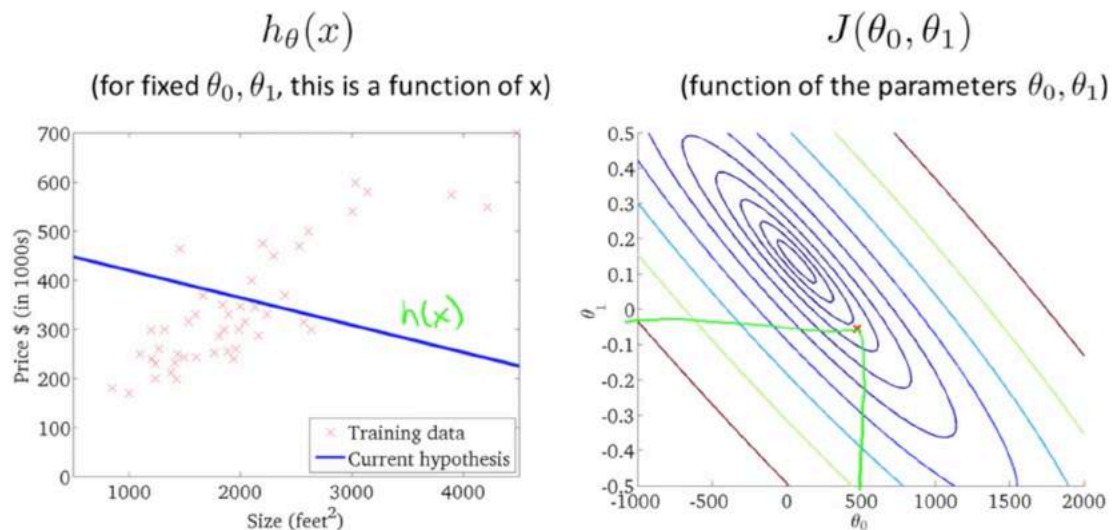 h_θ(x)
(for fixed θ₀, θ₁, this is a function of x)
700
600
500
400
300
200
100
0
Price $ (in 1000s)
h(x)
Training data
Current hypothesis
1000 2000 3000 4000
Size (feet²)
J(θ₀, θ₁)
(function of the parameters θ₀, θ₁)
0.5
0.4
0.3
0.2
0.1
0
-0.1
-0.2
-0.3
-0.4
-0.5
θ₁
-1000 -500 0 500 1000 1500 2000
θ₀